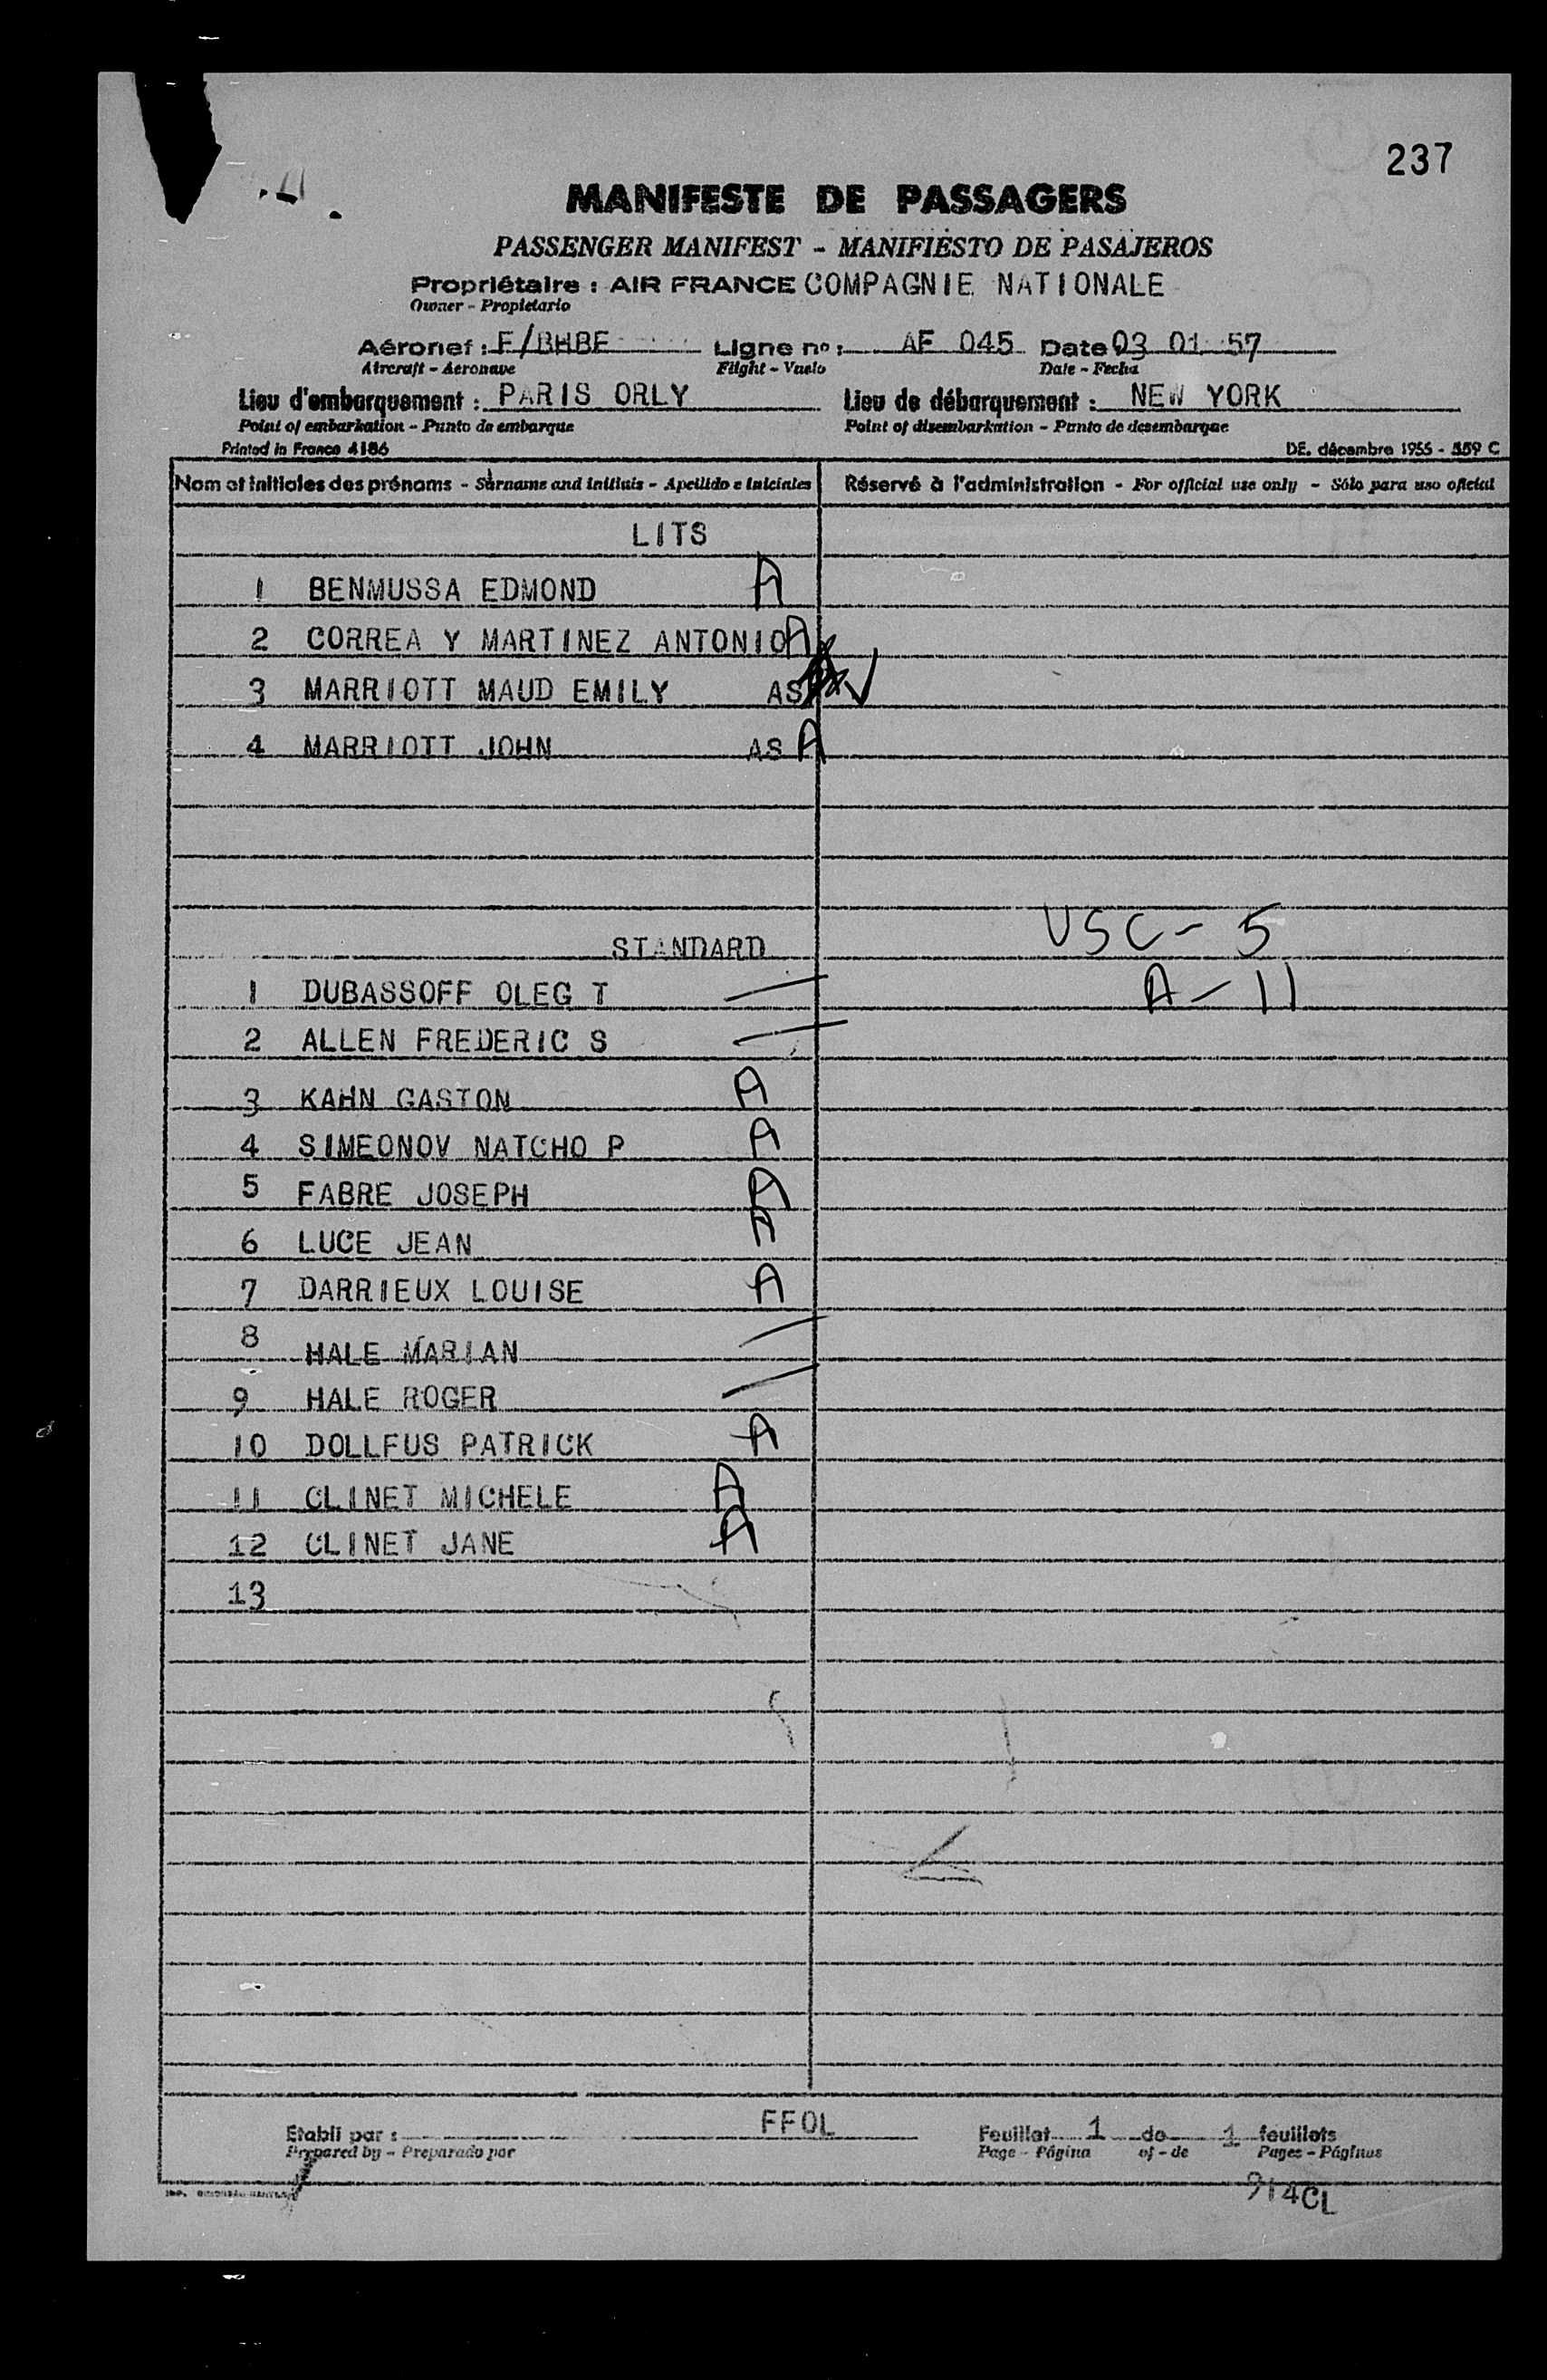 237
MANIFESTE DE PASSAGERS
PASSENGER MANIFEST - MANIFIESTO DE PASAJEROS
Propriétaire : AIR FRANCE COMPAGNIE NATIONALE
Owner - Propietario
Aéronef : F/BHBF Ligne no : AF 045 Date 03 01 57
Aircraft - Aeronave Flight - Vuelo Date - Fecha
Lieu d'embarquement : PARIS ORLY Lieu de débarquement : NEW YORK
Point of embarkation - Punto de embarque Point of disembarkation - Punto de desembarque
Printed in France 4186 DE. décembre 1955 - 559 C
Nom et initiales des prénoms - Surname and initials - Apellido e iniciales Réservé à l'administration - For official use only - Sólo para uso oficial
LITS
1 BENMUSSA EDMOND A
2 CORREA Y MARTINEZ ANTONIO A
3 MARRIOTT MAUD EMILY AS
4 MARRIOTT JOHN AS A
STANDARD USC - 5
1 DUBASSOFF OLEG T — A - 11
2 ALLEN FREDERIC S —
3 KAHN GASTON A
4 SIMEONOV NATCHO P A
5 FABRE JOSEPH A
6 LUCE JEAN A
7 DARRIEUX LOUISE A
8 HALE MARIAN —
9 HALE ROGER —
10 DOLLFUS PATRICK A
11 CLINET MICHELE A
12 CLINET JANE A
13
Etabli par : FFOL Feuillet 1 de 1 feuillets
Prepared by - Preparado por Page - Página of - de Pages - Páginas
914CL